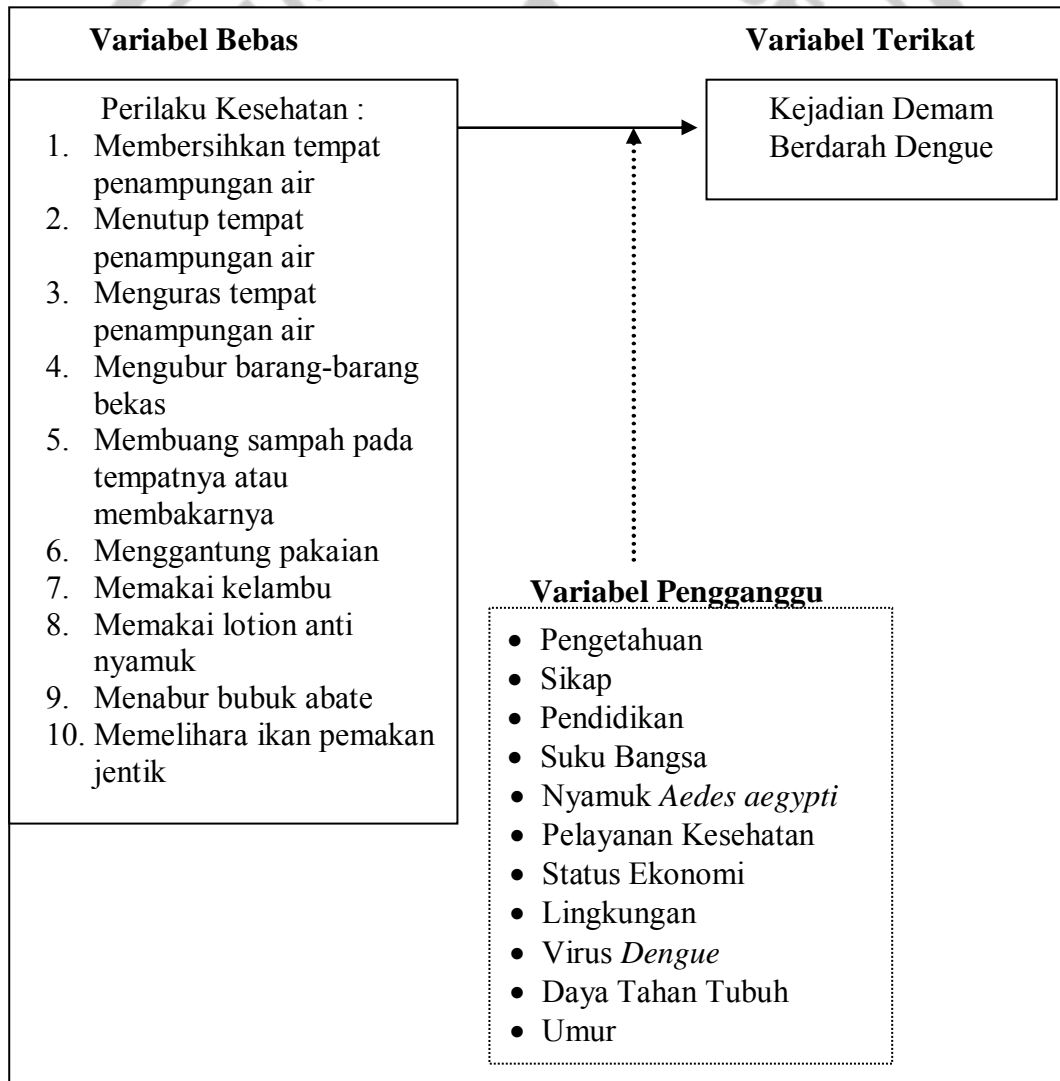 Variabel Bebas
Variabel Terikat
Perilaku Kesehatan :
1. Membersihkan tempat
penampungan air
2. Menutup tempat
penampungan air
3. Menguras tempat
penampungan air
4. Mengubur barang-barang
bekas
5. Membuang sampah pada
tempatnya atau
membakarnya
6. Menggantung pakaian
7. Memakai kelambu
8. Memakai lotion anti
nyamuk
9. Menabur bubuk abate
10. Memelihara ikan pemakan
jentik
Kejadian Demam
Berdarah Dengue
Variabel Pengganggu
• Pengetahuan
• Sikap
• Pendidikan
• Suku Bangsa
• Nyamuk Aedes aegypti
• Pelayanan Kesehatan
• Status Ekonomi
• Lingkungan
• Virus Dengue
• Daya Tahan Tubuh
• Umur